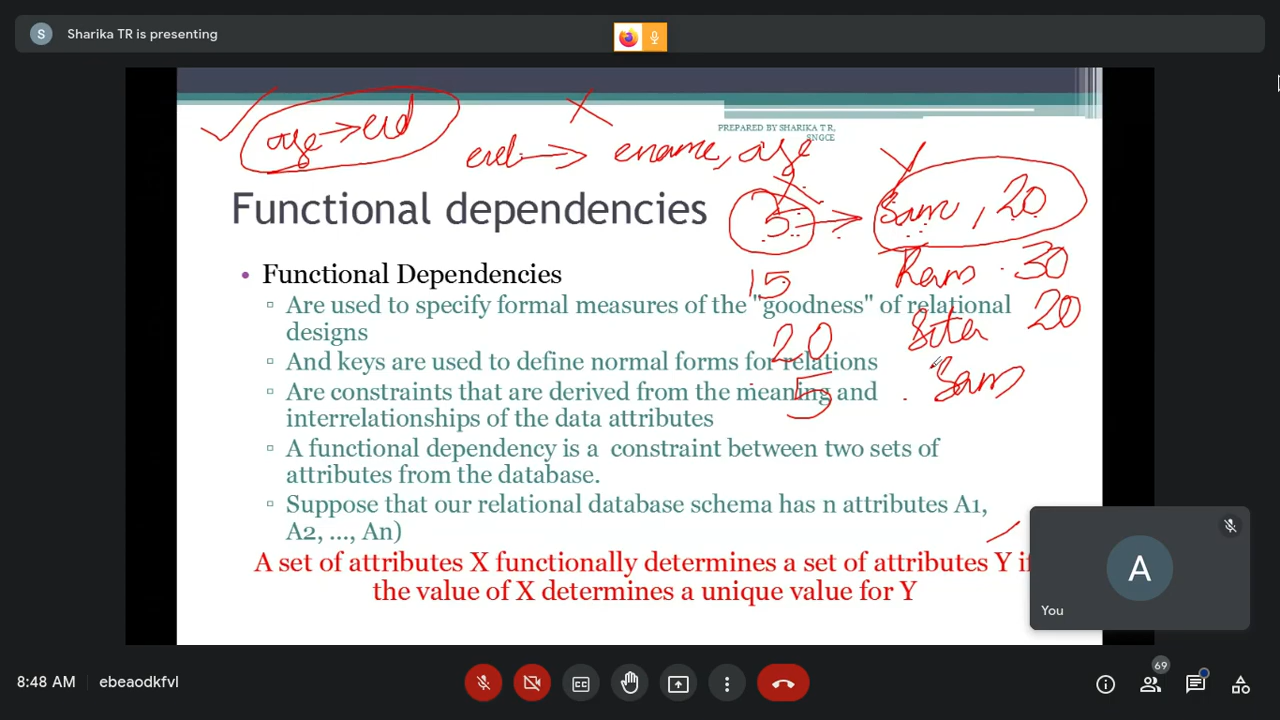 S Sharika TR is presenting
PREPARED BY SHARIKA T R,
SNGCE
age → eid
eid → ename, age
X
Y
5 → Sam, 20
Functional dependencies
Ram 30
15
Functional Dependencies
Are used to specify formal measures of the "goodness" of relational
designs
Sita 20
20
And keys are used to define normal forms for relations
5 Sam
Are constraints that are derived from the meaning and
interrelationships of the data attributes
A functional dependency is a constraint between two sets of
attributes from the database.
Suppose that our relational database schema has n attributes A1,
A2, …, An)
A set of attributes X functionally determines a set of attributes Y if
the value of X determines a unique value for Y
A
You
8:48 AM ebeaodkfvl
CC
69